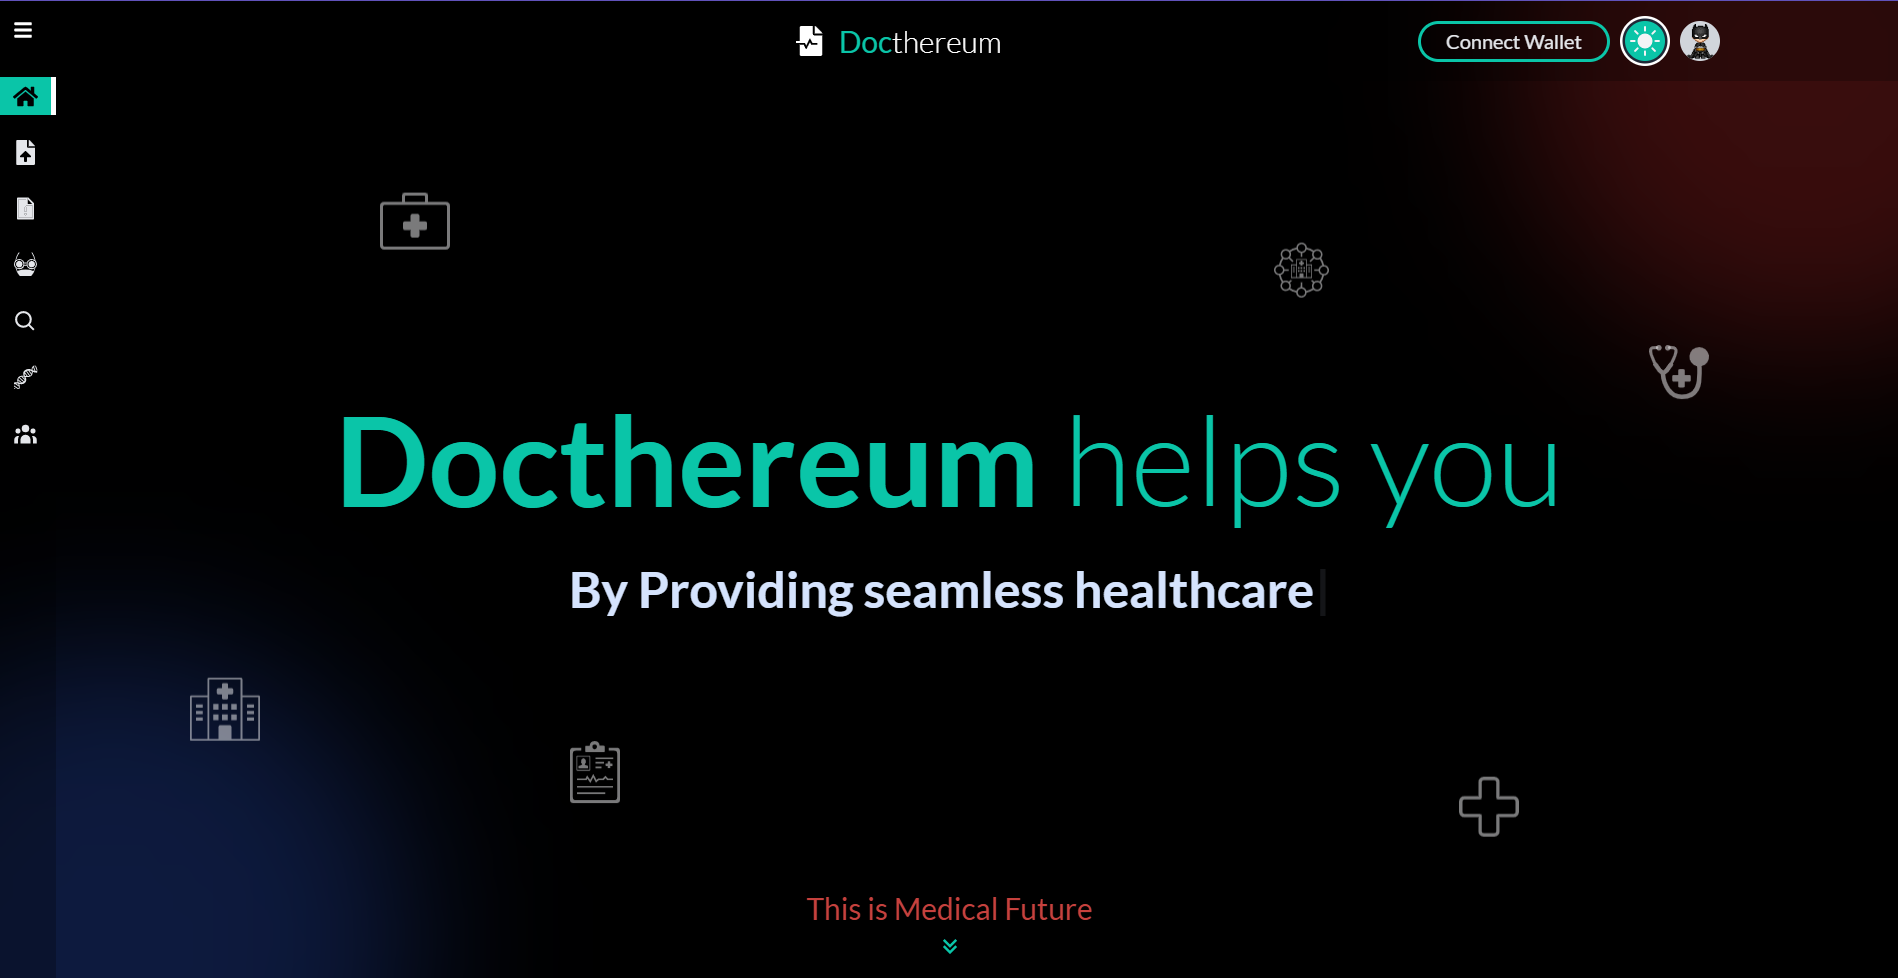 Docthereum
Connect Wallet
Docthereum helps you
By Providing seamless healthcare
This is Medical Future